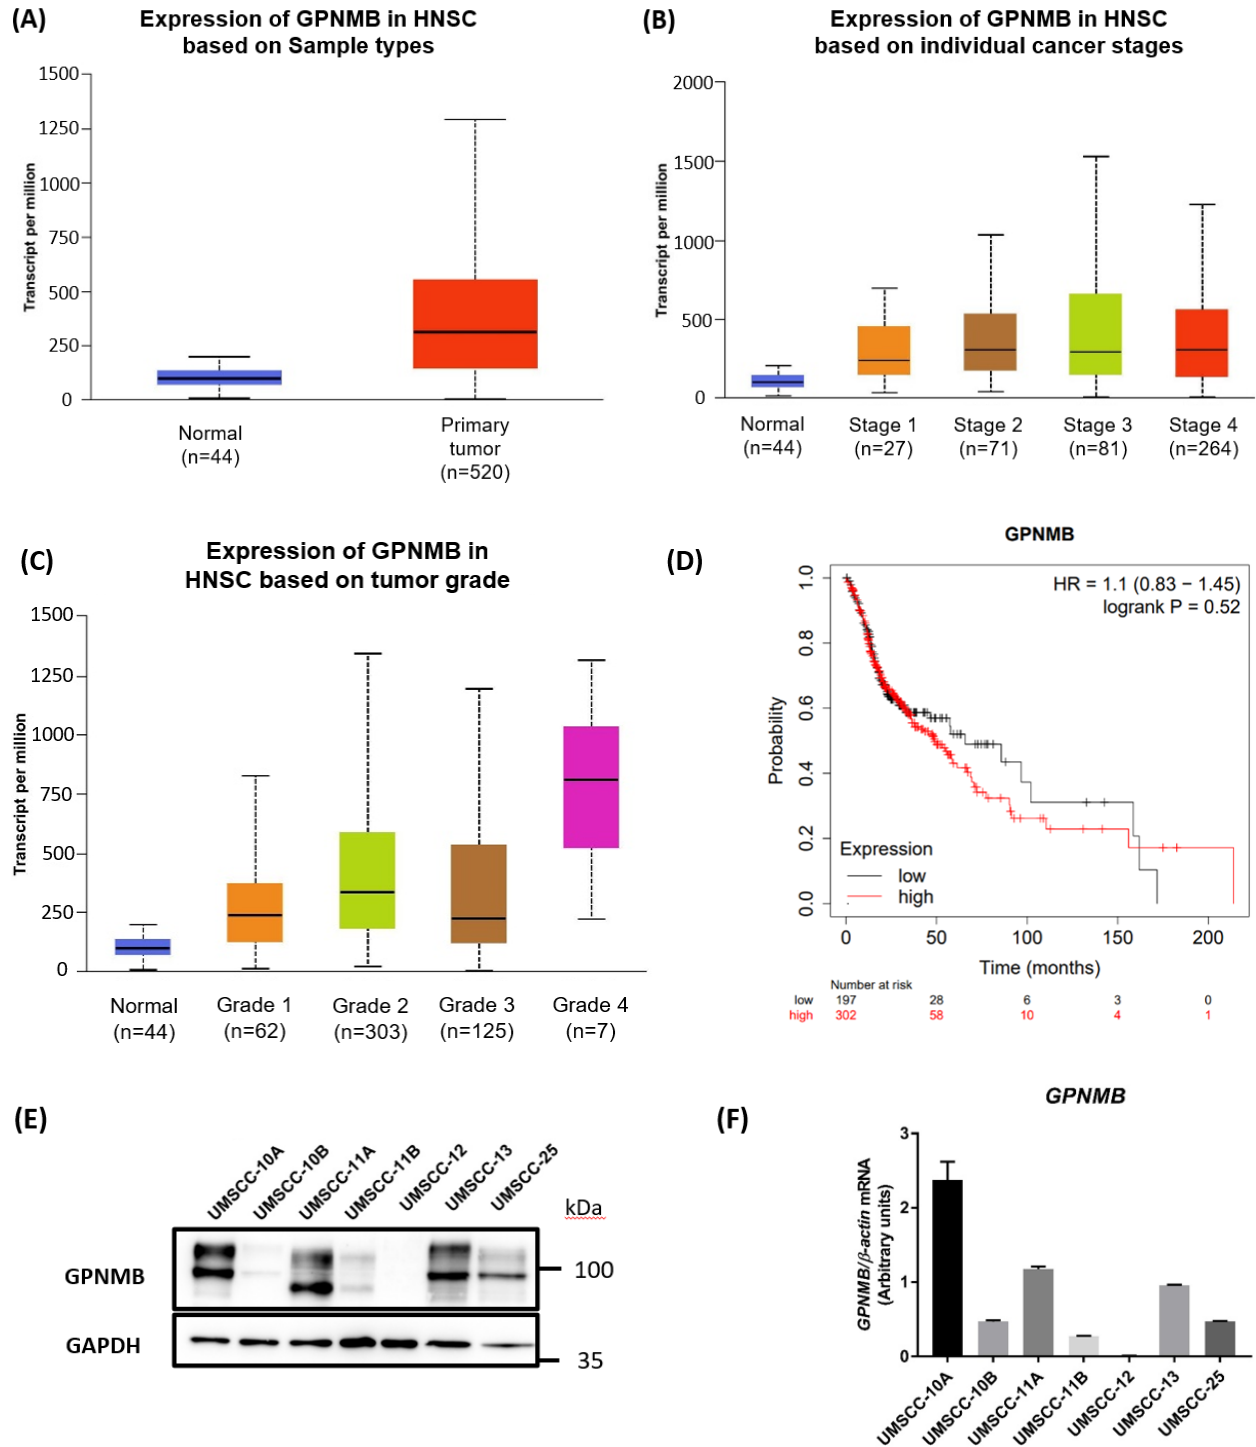 (A)
Expression of GPNMB in HNSC
based on Sample types
Transcript per million
1500
1250
1000
750
500
250
0
Normal
(n=44)
Primary
tumor
(n=520)
(B)
Expression of GPNMB in HNSC
based on individual cancer stages
Transcript per million
2000
1500
1000
500
0
Normal
(n=44)
Stage 1
(n=27)
Stage 2
(n=71)
Stage 3
(n=81)
Stage 4
(n=264)
(C)
Expression of GPNMB in
HNSC based on tumor grade
Transcript per million
1500
1250
1000
750
500
250
0
Normal
(n=44)
Grade 1
(n=62)
Grade 2
(n=303)
Grade 3
(n=125)
Grade 4
(n=7)
(D)
GPNMB
HR = 1.1 (0.83 − 1.45)
logrank P = 0.52
Probability
1.0
0.8
0.6
0.4
0.2
0.0
Expression
low
high
0 50 100 150 200
Time (months)
Number at risk
low 197 28 6 3 0
high 302 58 10 4 1
(E)
UMSCC-10A
UMSCC-10B
UMSCC-11A
UMSCC-11B
UMSCC-12
UMSCC-13
UMSCC-25
kDa
GPNMB
100
GAPDH
35
(F)
GPNMB
GPNMB/β-actin mRNA
(Arbitrary units)
3
2
1
0
UMSCC-10A
UMSCC-10B
UMSCC-11A
UMSCC-11B
UMSCC-12
UMSCC-13
UMSCC-25